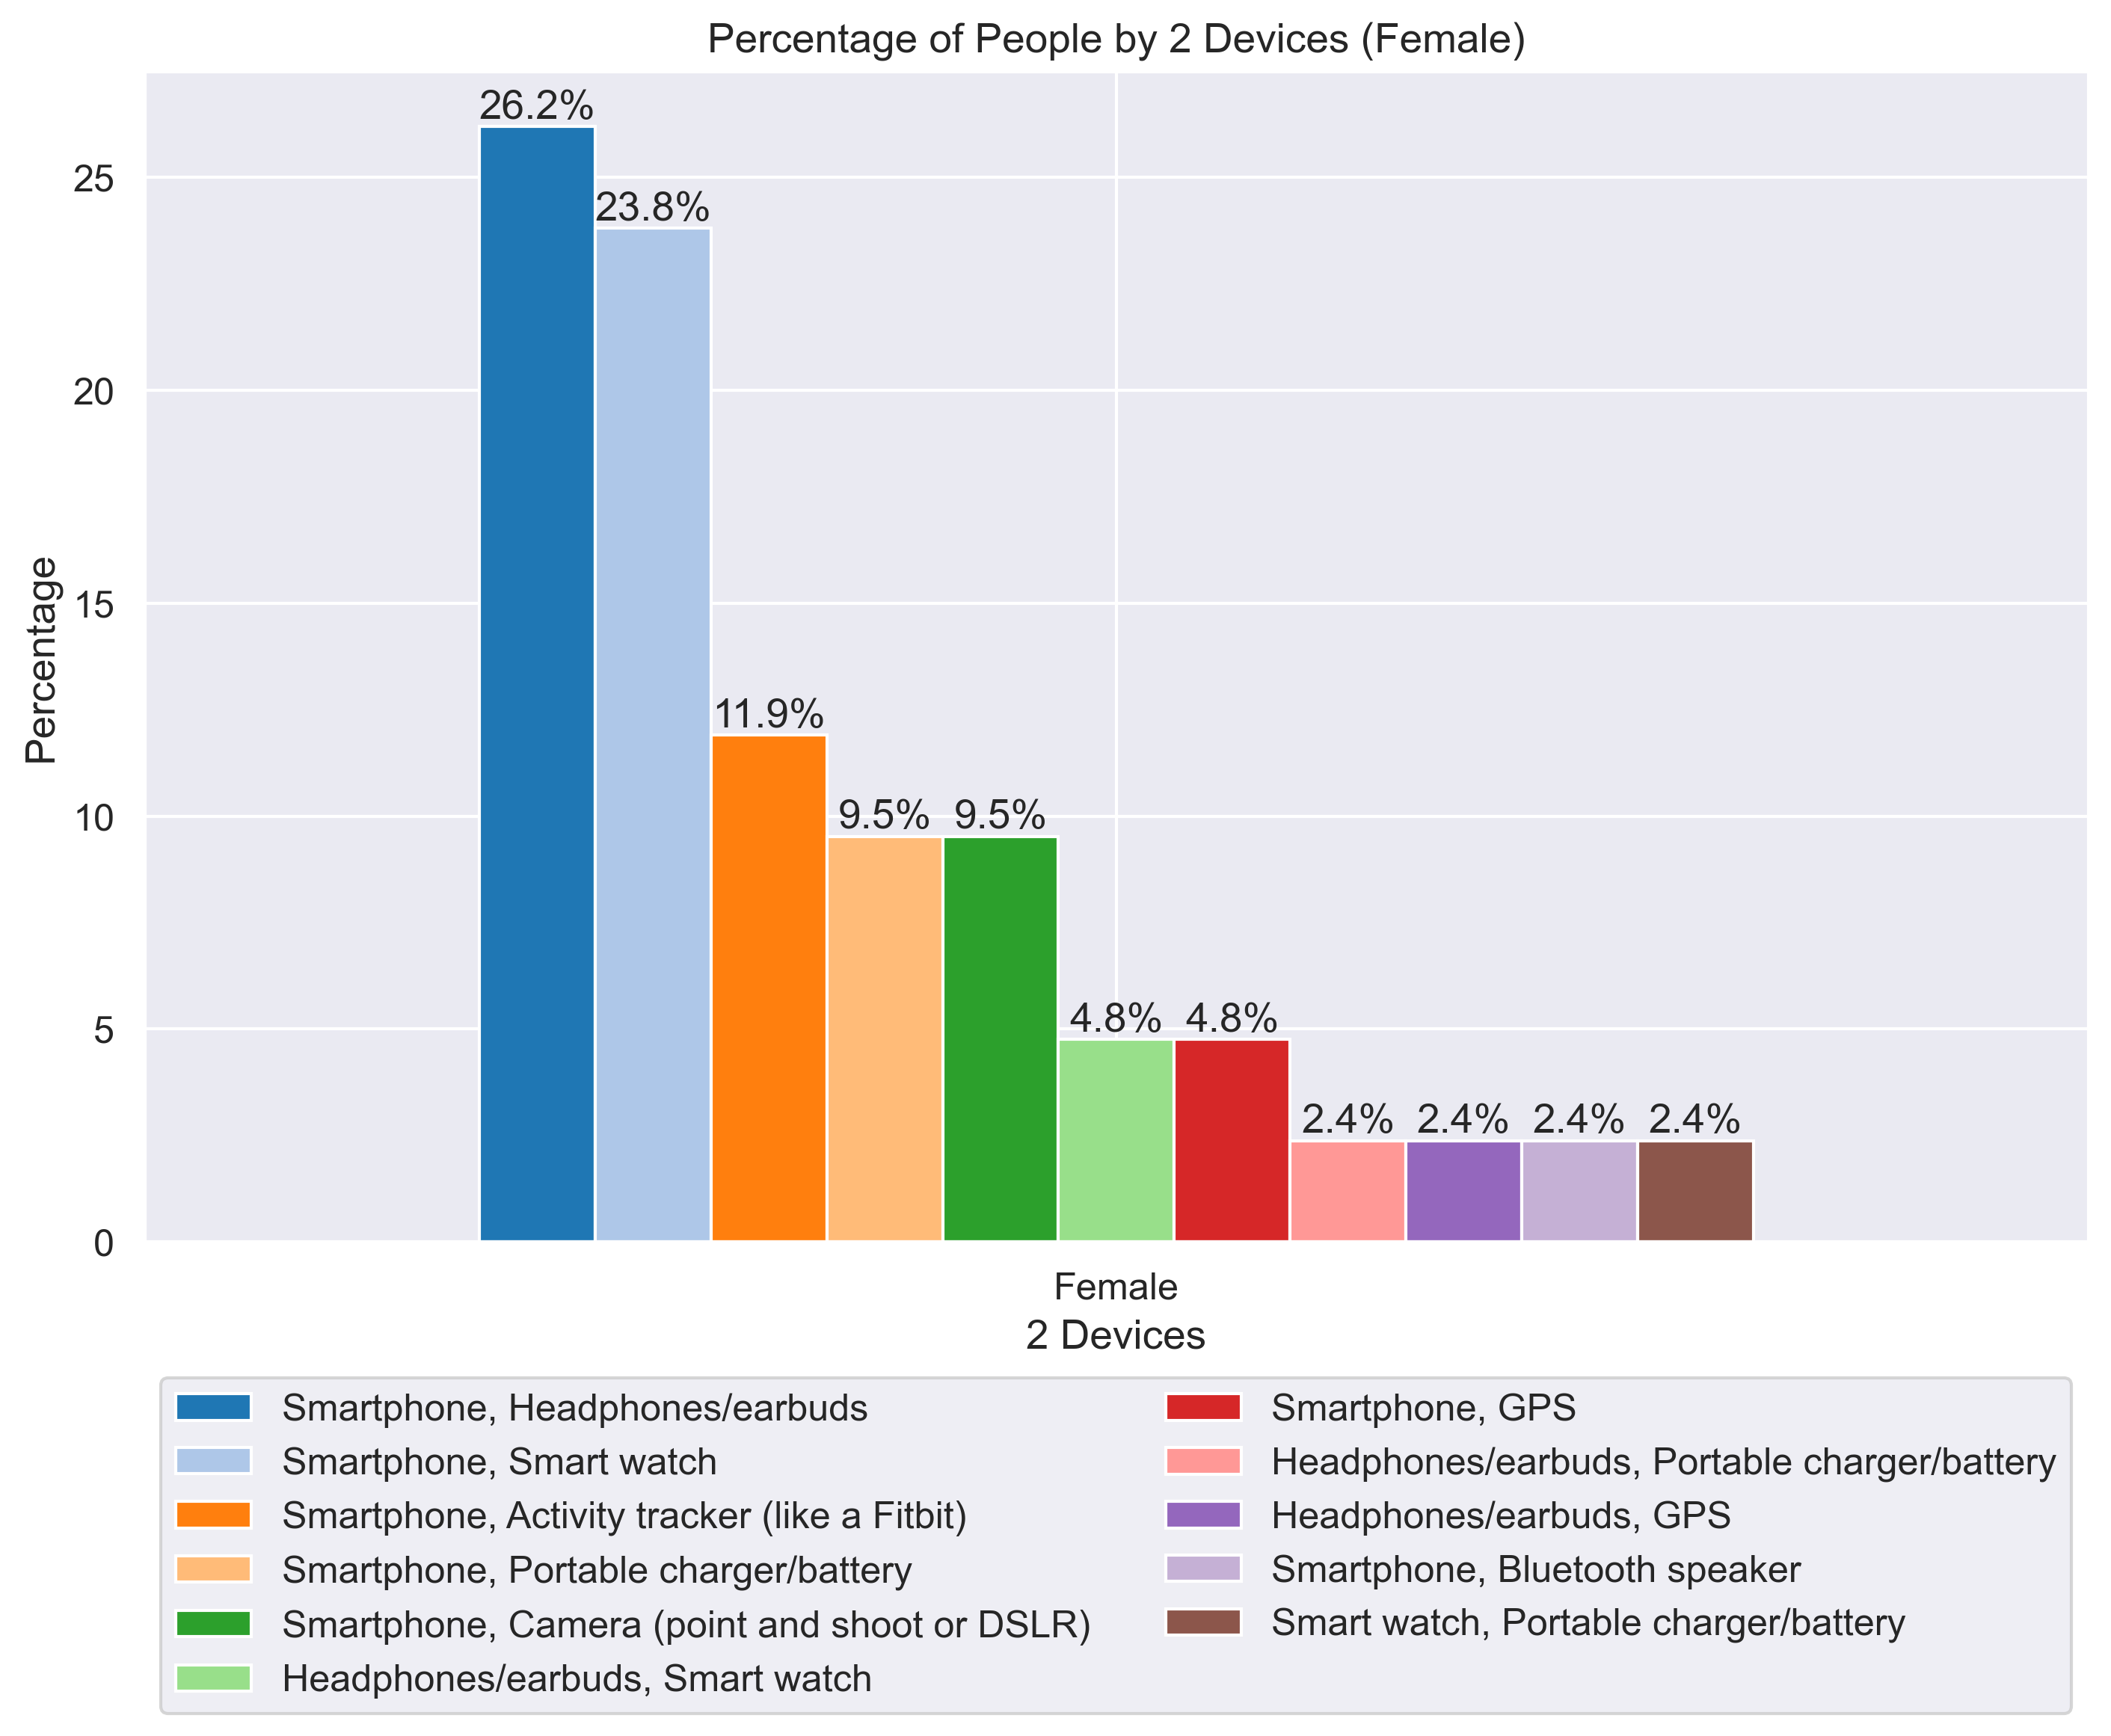 Percentage of People by 2 Devices (Female)
26.2%
25
23.8%
20
15
Percentage
11.9%
10
9.5%
9.5%
5
4.8%
4.8%
2.4%
2.4%
2.4%
2.4%
0
Female
2 Devices
Smartphone, Headphones/earbuds
Smartphone, Smart watch
Smartphone, Activity tracker (like a Fitbit)
Smartphone, Portable charger/battery
Smartphone, Camera (point and shoot or DSLR)
Headphones/earbuds, Smart watch
Smartphone, GPS
Headphones/earbuds, Portable charger/battery
Headphones/earbuds, GPS
Smartphone, Bluetooth speaker
Smart watch, Portable charger/battery